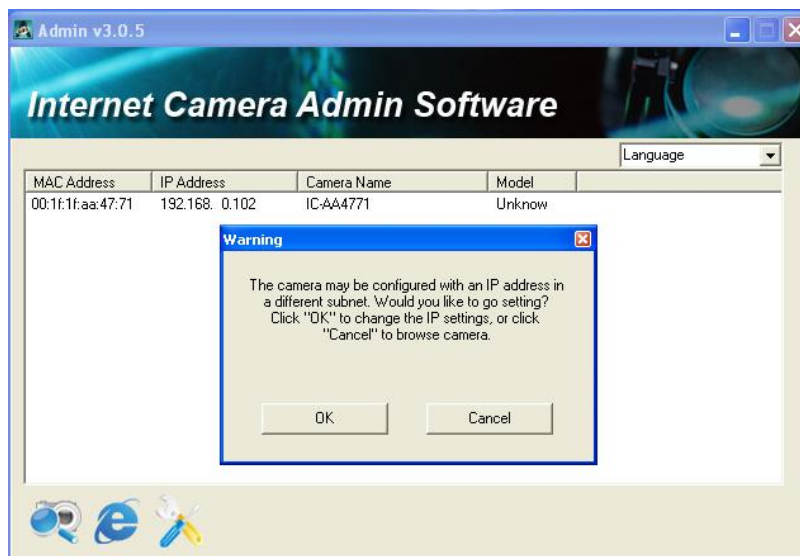 Admin v3.0.5
Internet Camera Admin Software
Language
MAC Address IP Address Camera Name Model
00:1f:1f:aa:47:71 192.168. 0.102 IC-AA4771 Unknow
Warning
The camera may be configured with an IP address in
a different subnet. Would you like to go setting?
Click "OK" to change the IP settings, or click
"Cancel" to browse camera.
OK Cancel